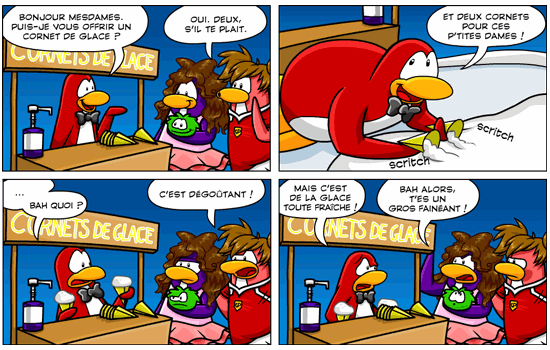 BONJOUR MESDAMES.
PUIS-JE VOUS OFFRIR UN
CORNET DE GLACE ?
OUI. DEUX,
S'IL TE PLAIT.
CORNETS DE GLACE
ET DEUX CORNETS
POUR CES
P'TITES DAMES !
scritch
scritch
...
BAH QUOI ?
C'EST DÉGOÛTANT !
CORNETS DE GLACE
MAIS C'EST
DE LA GLACE
TOUTE FRAÎCHE !
BAH ALORS,
T'ES UN
GROS FAINÉANT !
CORNETS DE GLACE